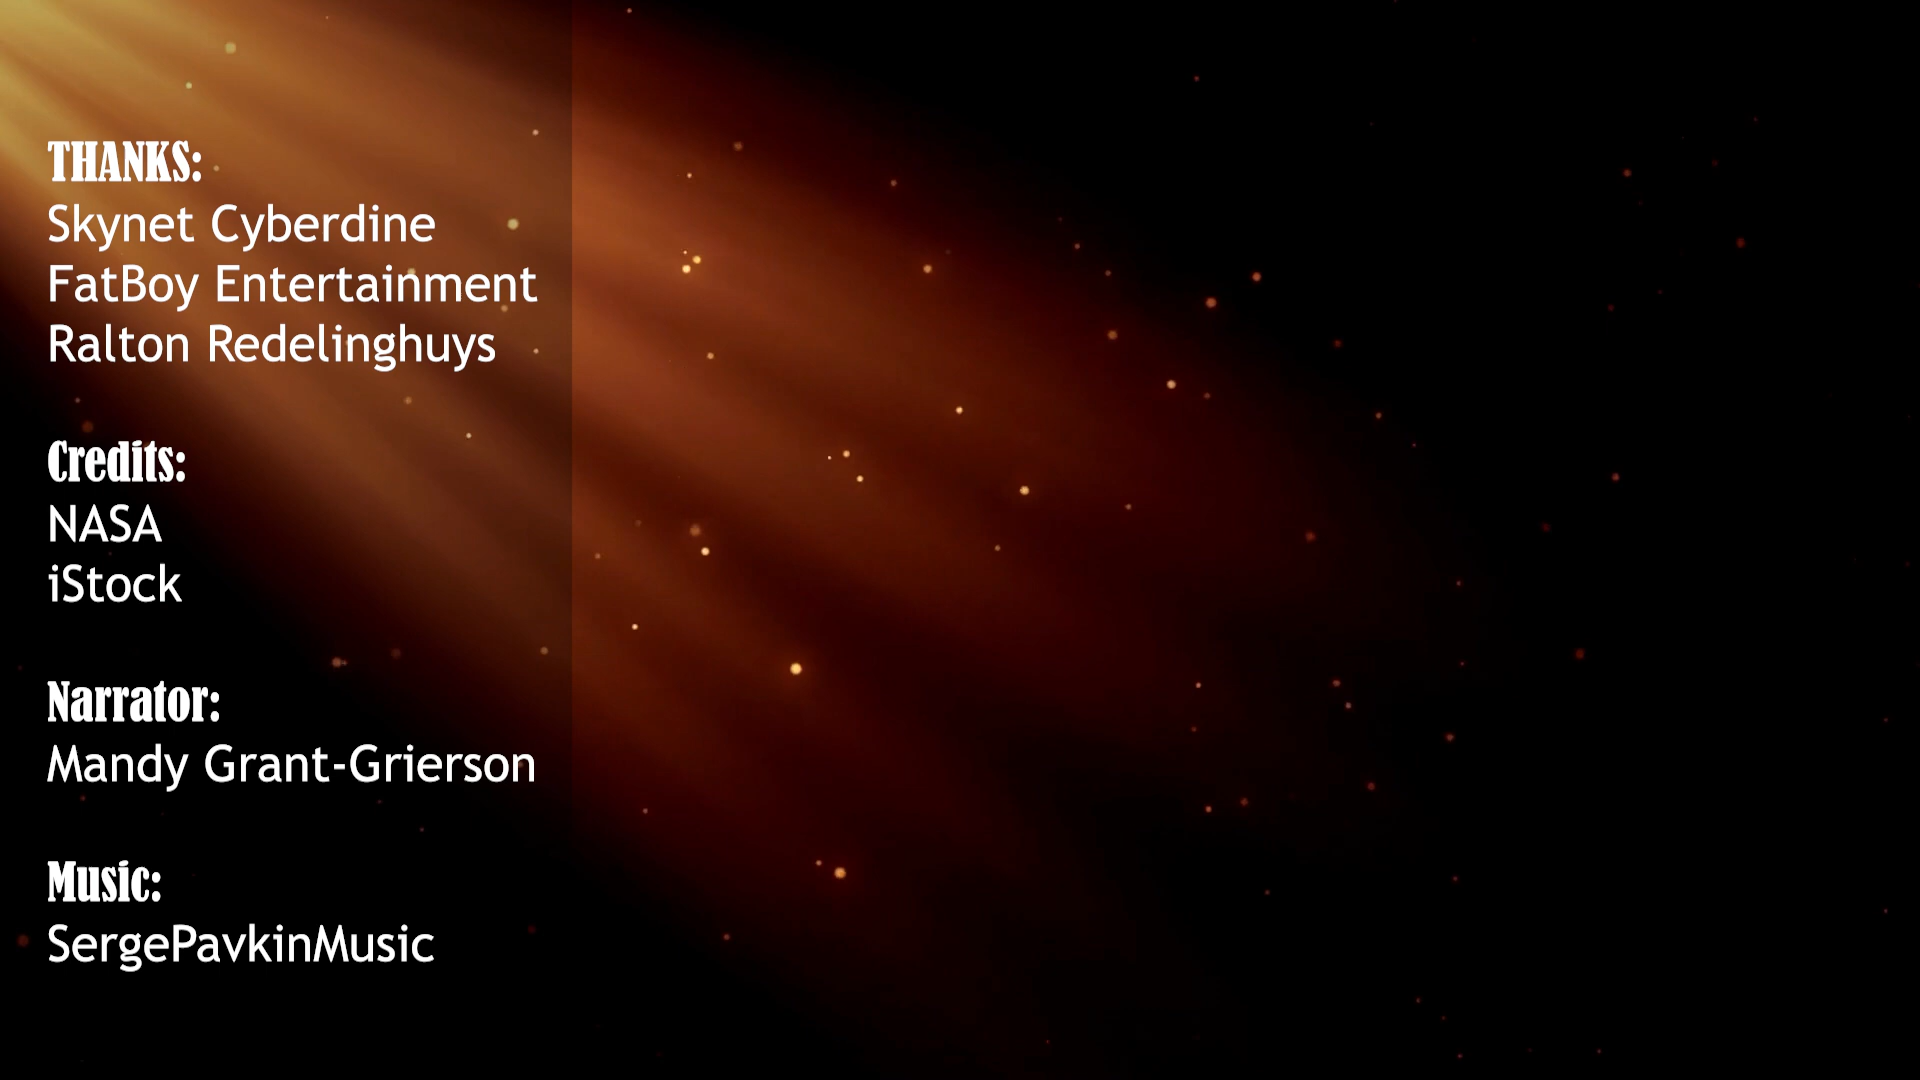 THANKS:
Skynet Cyberdine
FatBoy Entertainment
Ralton Redelinghuys
Credits:
NASA
iStock
Narrator:
Mandy Grant-Grierson
Music:
SergePavkinMusic